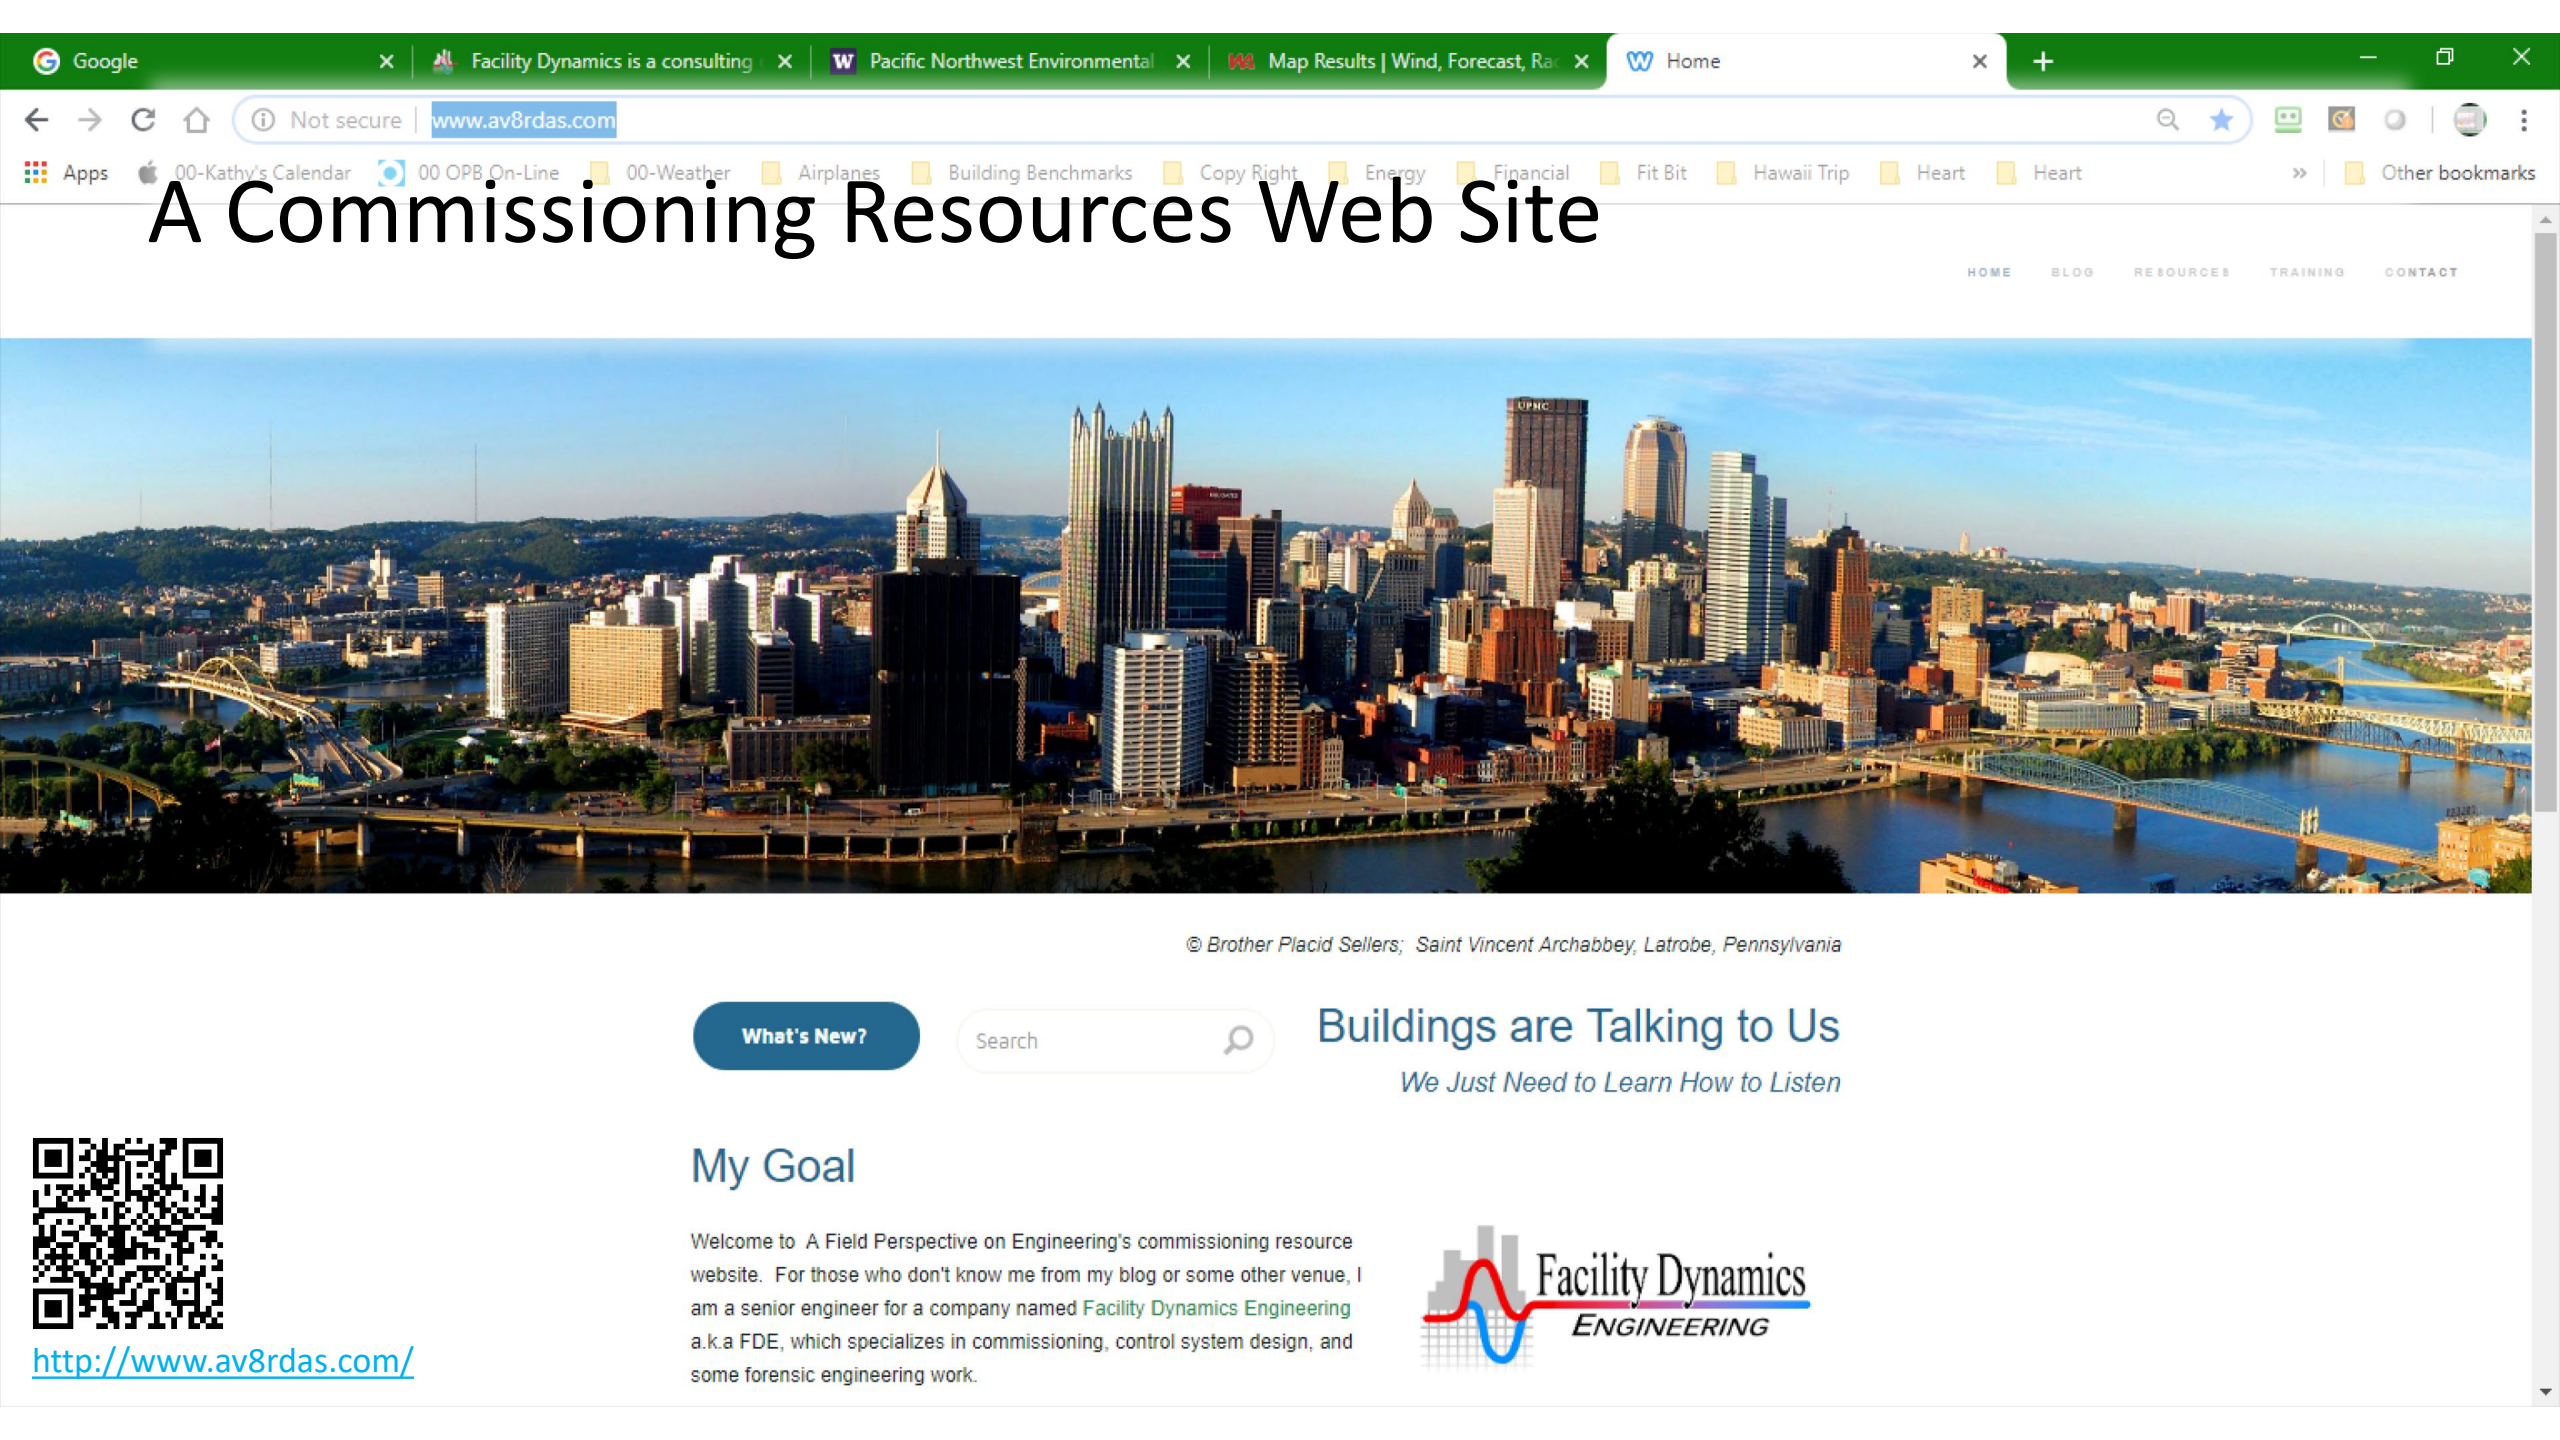 Google
Facility Dynamics is a consulting
Pacific Northwest Environmental
Map Results | Wind, Forecast, Rac
Home
Not secure
www.av8rdas.com
Apps
00-Kathy's Calendar
00 OPB On-Line
00-Weather
Airplanes
Building Benchmarks
Copy Right
Energy
Financial
Fit Bit
Hawaii Trip
Heart
Heart
»
Other bookmarks
A Commissioning Resources Web Site
HOME BLOG RESOURCES TRAINING CONTACT
UPMC
© Brother Placid Sellers; Saint Vincent Archabbey, Latrobe, Pennsylvania
What's New?
Search
Buildings are Talking to Us
We Just Need to Learn How to Listen
My Goal
Welcome to A Field Perspective on Engineering's commissioning resource
website. For those who don't know me from my blog or some other venue, I
am a senior engineer for a company named Facility Dynamics Engineering
a.k.a FDE, which specializes in commissioning, control system design, and
some forensic engineering work.
Facility Dynamics
ENGINEERING
http://www.av8rdas.com/